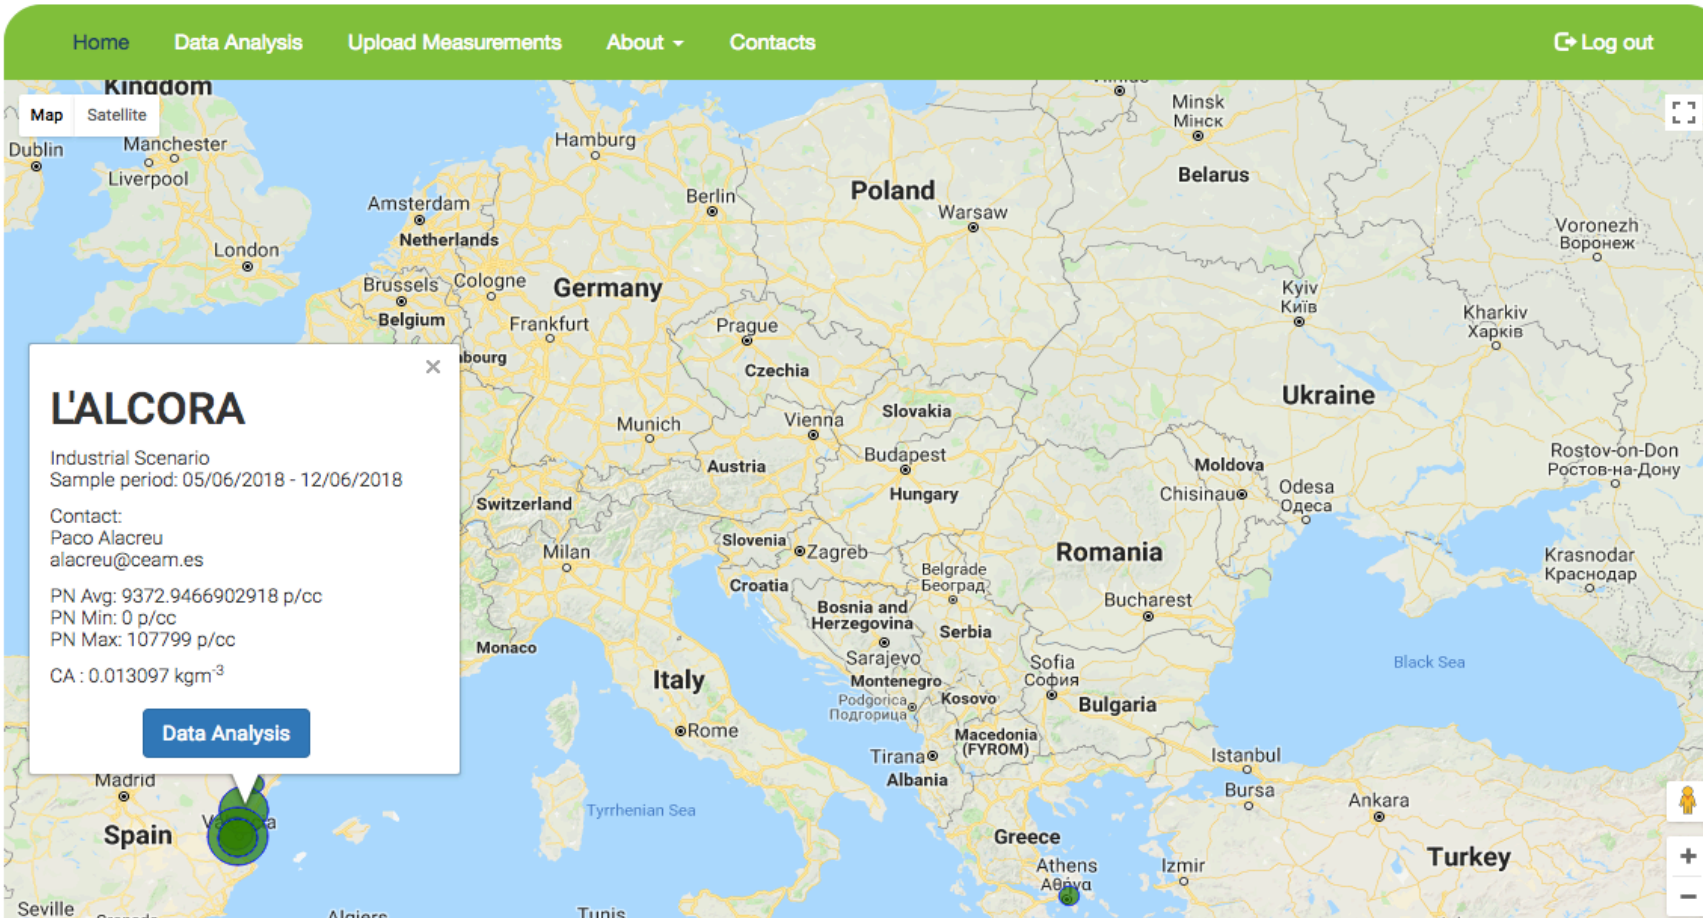 Home Data Analysis Upload Measurements About Contacts Log out
Kingdom
Map Satellite
Minsk
Мінск
Dublin
Manchester
Hamburg
Liverpool
Belarus
Poland
Berlin
Amsterdam
Warsaw
Voronezh
Воронеж
Netherlands
London
Brussels
Cologne
Germany
Kyiv
Київ
Belgium
Frankfurt
Prague
Kharkiv
Харків
bourg
Czechia
Ukraine
L'ALCORA
Industrial Scenario
Sample period: 05/06/2018 - 12/06/2018
Contact:
Paco Alacreu
alacreu@ceam.es
PN Avg: 9372.9466902918 p/cc
PN Min: 0 p/cc
PN Max: 107799 p/cc
CA : 0.013097 kgm-3
Data Analysis
Munich
Vienna
Slovakia
Budapest
Austria
Moldova
Rostov-on-Don
Ростов-на-Дону
Hungary
Chisinau
Odesa
Одеса
Switzerland
Slovenia
Zagreb
Milan
Romania
Krasnodar
Краснодар
Croatia
Belgrade
Београд
Bosnia and
Herzegovina
Bucharest
Serbia
Monaco
Sarajevo
Sofia
София
Black Sea
Italy
Montenegro
Podgorica
Подгорица
Kosovo
Bulgaria
Rome
Macedonia
(FYROM)
Tirana
Albania
Istanbul
Madrid
Bursa
Ankara
Tyrrhenian Sea
Spain
Greece
Turkey
Athens
Αθήνα
Izmir
Seville
Algiers
Tunis